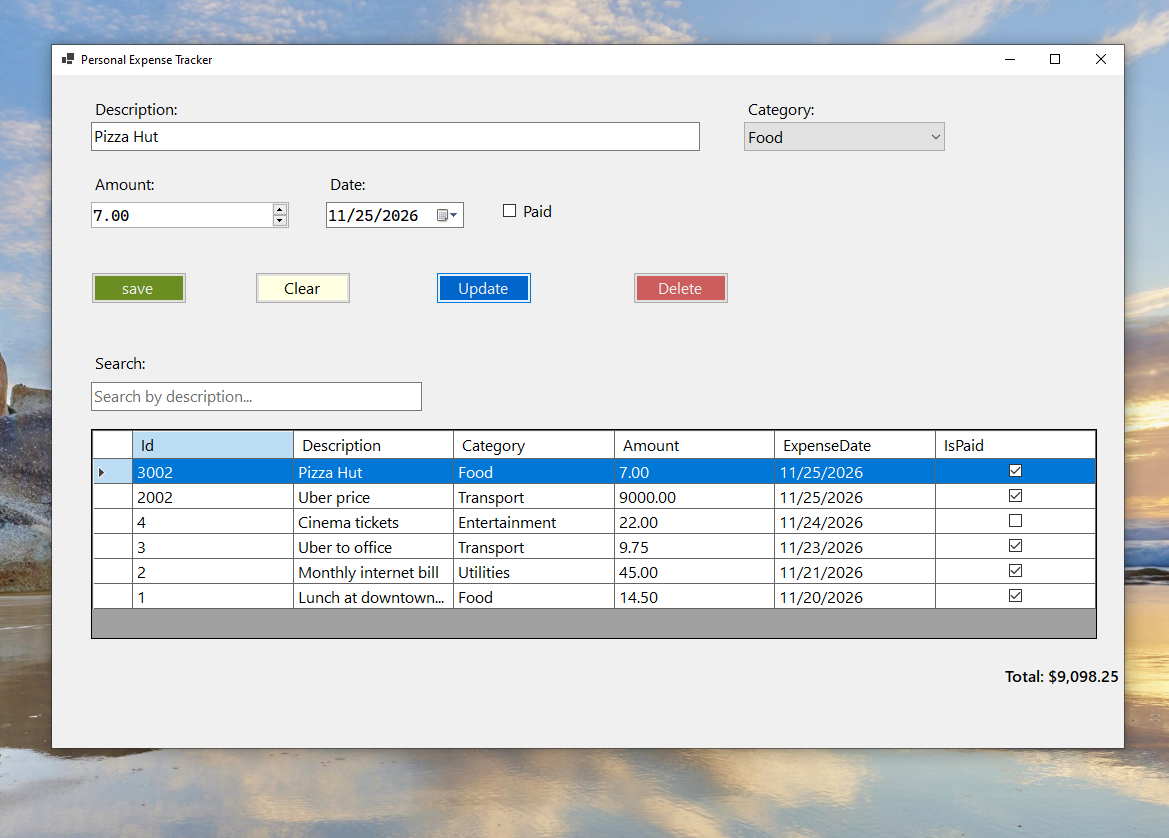 Personal Expense Tracker
Description: Category:
Pizza Hut Food
Amount: Date:
7.00 11/25/2026 Paid
save Clear Update Delete
Search:
Search by description...
Id Description Category Amount ExpenseDate IsPaid
3002 Pizza Hut Food 7.00 11/25/2026
2002 Uber price Transport 9000.00 11/25/2026
4 Cinema tickets Entertainment 22.00 11/24/2026
3 Uber to office Transport 9.75 11/23/2026
2 Monthly internet bill Utilities 45.00 11/21/2026
1 Lunch at downtown... Food 14.50 11/20/2026
Total: $9,098.25